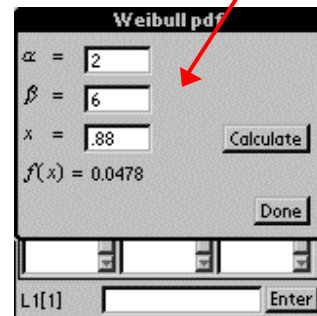 Weibull pdf
α = 2
β = 6
x = .88 Calculate
f(x) = 0.0478
Done
L1[1] Enter